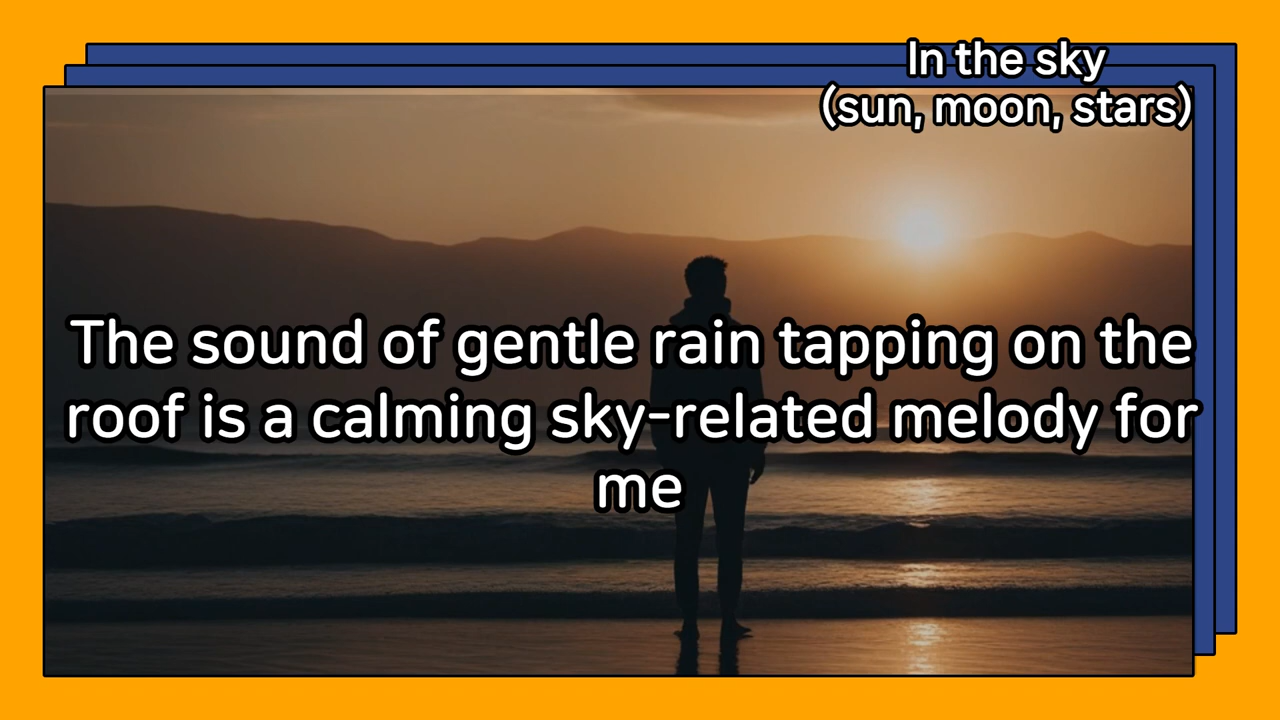 In the sky
(sun, moon, stars)
The sound of gentle rain tapping on the
roof is a calming sky-related melody for
me